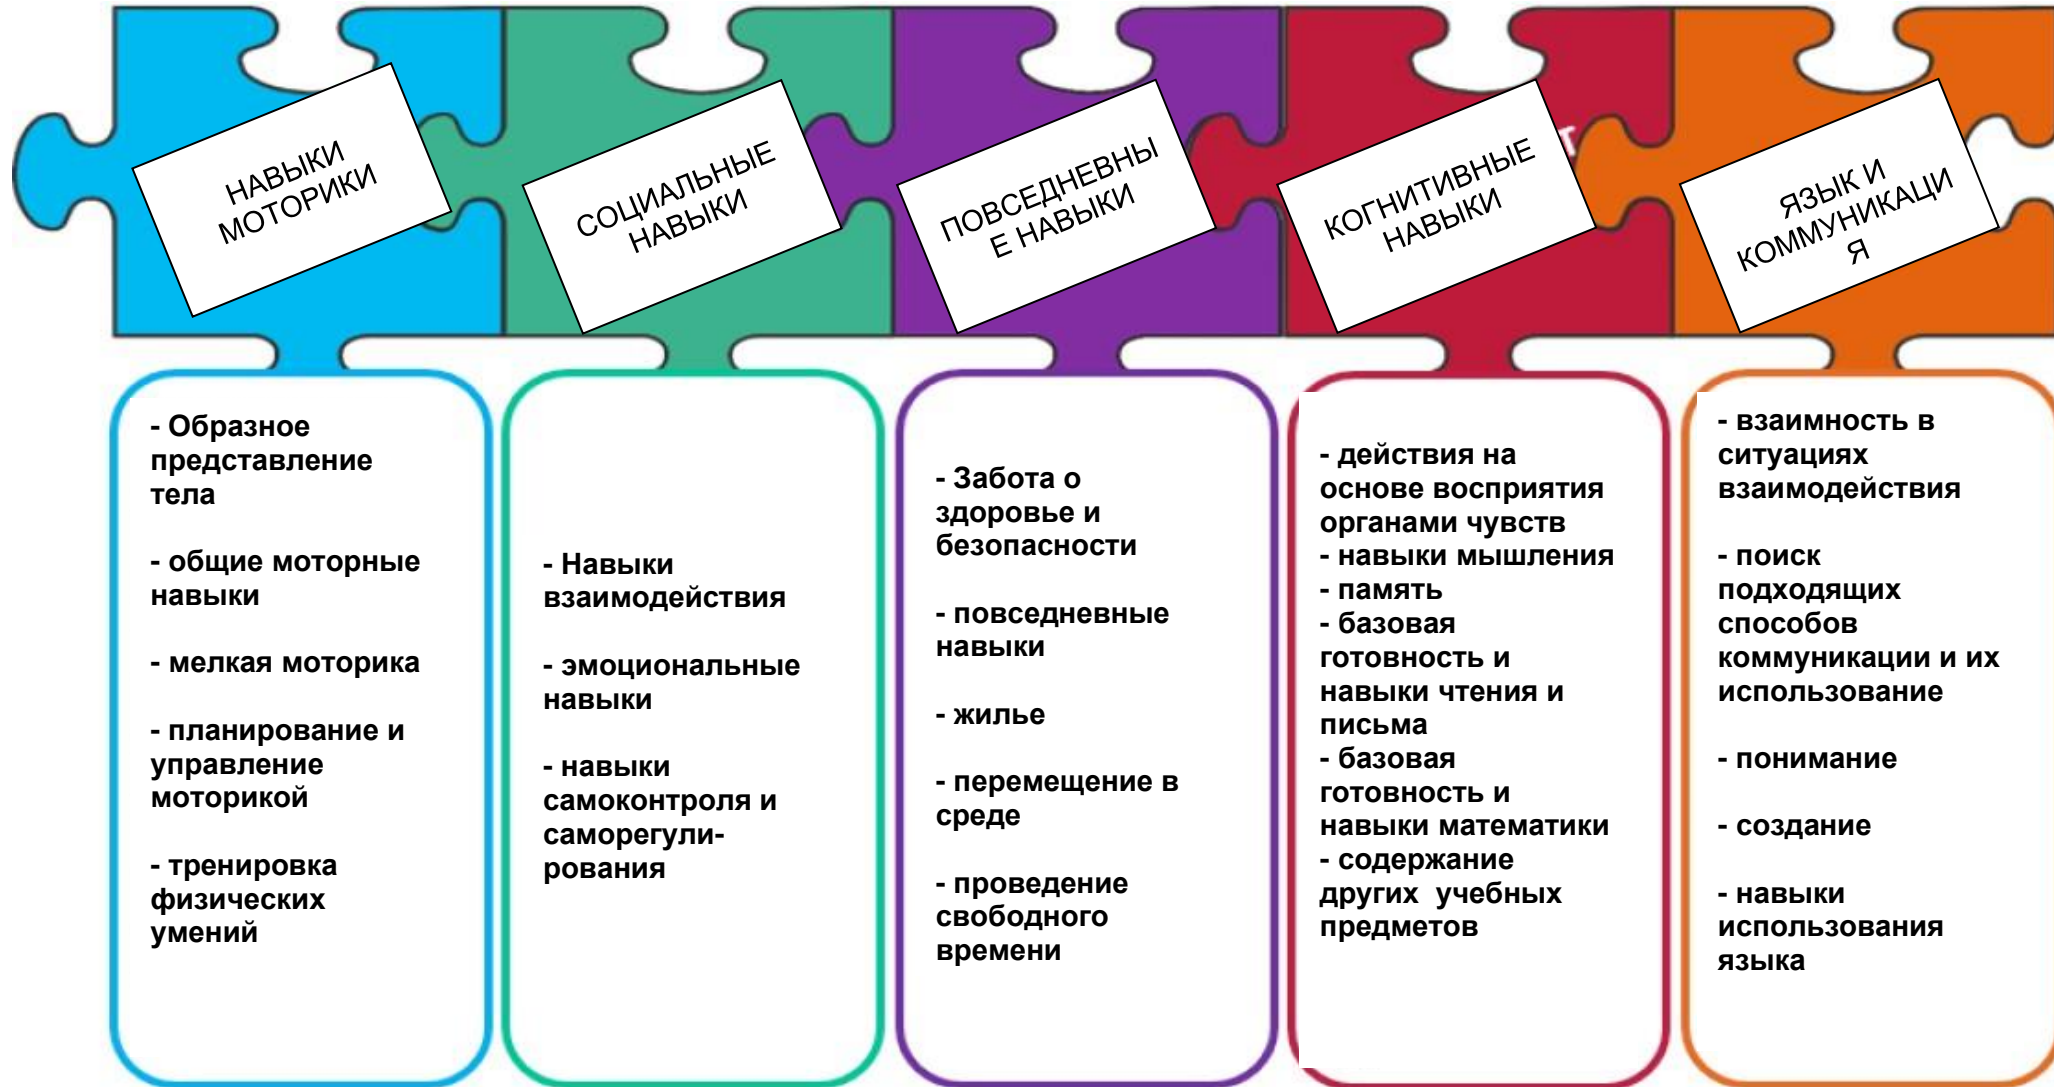 НАВЫКИ
МОТОРИКИ
СОЦИАЛЬНЫЕ
НАВЫКИ
ПОВСЕДНЕВНЫ
Е НАВЫКИ
КОГНИТИВНЫЕ
НАВЫКИ
Т
ЯЗЫК И
КОММУНИКАЦИ
Я
- Образное
представление
тела
- общие моторные
навыки
- мелкая моторика
- планирование и
управление
моторикой
- тренировка
физических
умений
- Навыки
взаимодействия
- эмоциональные
навыки
- навыки
самоконтроля и
саморегули-
рования
- Забота о
здоровье и
безопасности
- повседневные
навыки
- жилье
- перемещение в
среде
- проведение
свободного
времени
- действия на
основе восприятия
органами чувств
- навыки мышления
- память
- базовая
готовность и
навыки чтения и
письма
- базовая
готовность и
навыки математики
- содержание
других  учебных
предметов
- взаимность в
ситуациях
взаимодействия
- поиск
подходящих
способов
коммуникации и их
использование
- понимание
- создание
- навыки
использования
языка